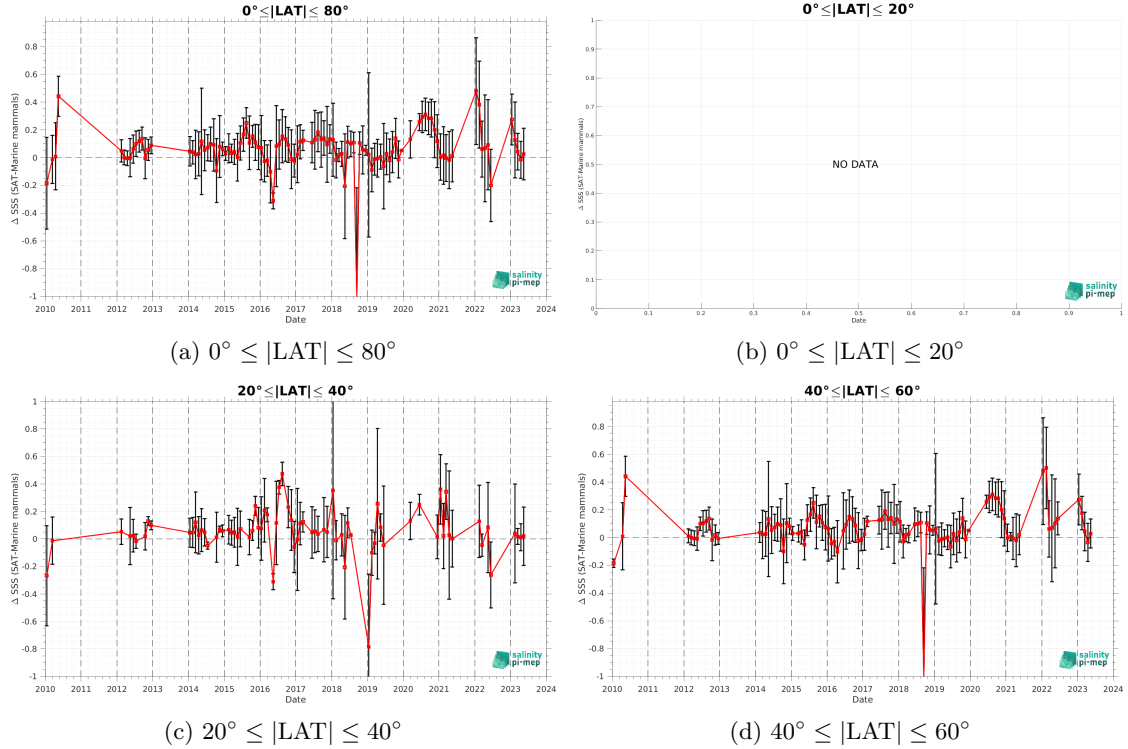 0°≤|LAT|≤ 80°
Δ SSS (SAT-Marine mammals)
0.8
0.6
0.4
0.2
0
-0.2
-0.4
-0.6
-0.8
-1
2010 2011 2012 2013 2014 2015 2016 2017 2018 2019 2020 2021 2022 2023 2024
Date
salinity
pi-mep
(a) 0° ≤ |LAT| ≤ 80°
0°≤|LAT|≤ 20°
Δ SSS (SAT-Marine mammals)
1
0.9
0.8
0.7
0.6
0.5
0.4
0.3
0.2
0.1
0
NO DATA
0 0.1 0.2 0.3 0.4 0.5 0.6 0.7 0.8 0.9 1
Date
salinity
pi-mep
(b) 0° ≤ |LAT| ≤ 20°
20°≤|LAT|≤ 40°
Δ SSS (SAT-Marine mammals)
1
0.8
0.6
0.4
0.2
0
-0.2
-0.4
-0.6
-0.8
-1
2010 2011 2012 2013 2014 2015 2016 2017 2018 2019 2020 2021 2022 2023 2024
Date
salinity
pi-mep
(c) 20° ≤ |LAT| ≤ 40°
40°≤|LAT|≤ 60°
Δ SSS (SAT-Marine mammals)
0.8
0.6
0.4
0.2
0
-0.2
-0.4
-0.6
-0.8
-1
2010 2011 2012 2013 2014 2015 2016 2017 2018 2019 2020 2021 2022 2023 2024
Date
salinity
pi-mep
(d) 40° ≤ |LAT| ≤ 60°